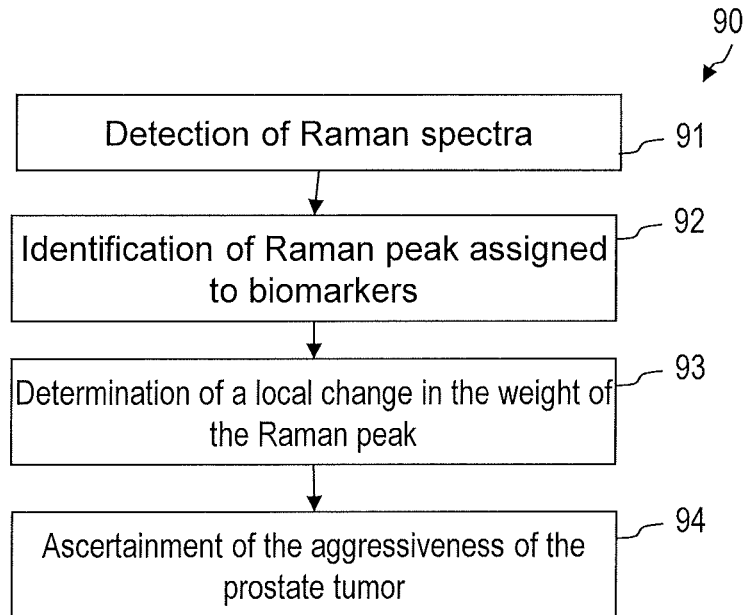 90
Detection of Raman spectra
91
Identification of Raman peak assigned
to biomarkers
92
Determination of a local change in the weight of
the Raman peak
93
Ascertainment of the aggressiveness of the
prostate tumor
94